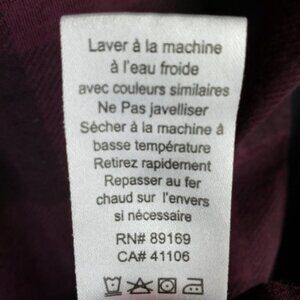 Laver à la machine
à l'eau froide
avec couleurs similaires
Ne Pas javelliser
Sécher à la machine à
basse température
Retirez rapidement
Repasser au fer
chaud sur l'envers
si nécessaire
RN# 89169
CA# 41106